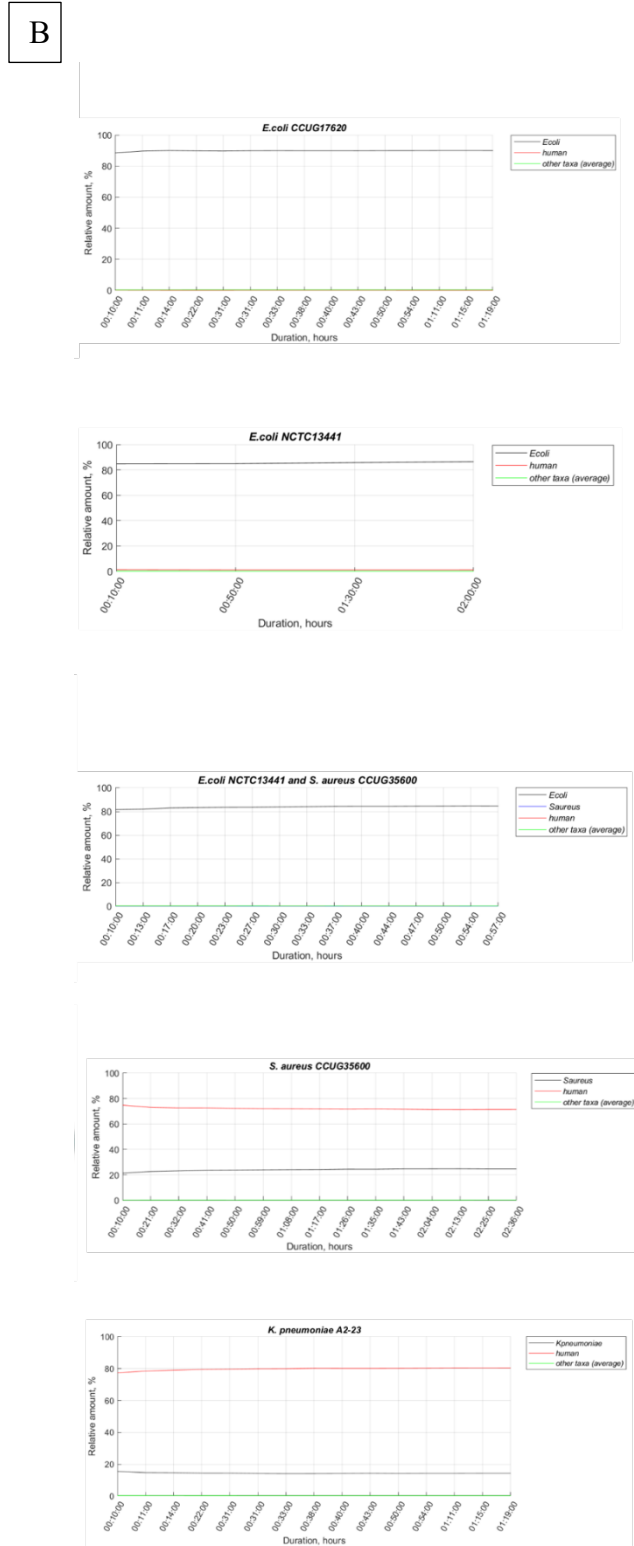 B
E.coli CCUG17620
Relative amount, %
100
80
60
40
20
0
00:10:00 00:11:00 00:14:00 00:22:00 00:31:00 00:31:00 00:33:00 00:38:00 00:40:00 00:43:00 00:50:00 00:54:00 01:11:00 01:15:00 01:19:00
Duration, hours
Ecoli
human
other taxa (average)
E.coli NCTC13441
Relative amount, %
100
80
60
40
20
0
00:10:00 00:50:00 01:30:00 02:00:00
Duration, hours
Ecoli
human
other taxa (average)
E.coli NCTC13441 and S. aureus CCUG35600
Relative amount, %
100
80
60
40
20
0
00:10:00 00:13:00 00:17:00 00:20:00 00:23:00 00:27:00 00:30:00 00:33:00 00:37:00 00:40:00 00:44:00 00:47:00 00:50:00 00:54:00 00:57:00
Duration, hours
Ecoli
Saureus
human
other taxa (average)
S. aureus CCUG35600
Relative amount, %
100
80
60
40
20
0
00:10:00 00:21:00 00:32:00 00:41:00 00:50:00 00:59:00 01:08:00 01:17:00 01:26:00 01:35:00 01:43:00 02:04:00 02:13:00 02:25:00 02:36:00
Duration, hours
Saureus
human
other taxa (average)
K. pneumoniae A2-23
Relative amount, %
100
80
60
40
20
0
00:10:00 00:11:00 00:14:00 00:22:00 00:31:00 00:31:00 00:33:00 00:38:00 00:40:00 00:43:00 00:50:00 00:54:00 01:11:00 01:15:00 01:19:00
Duration, hours
Kpneumoniae
human
other taxa (average)